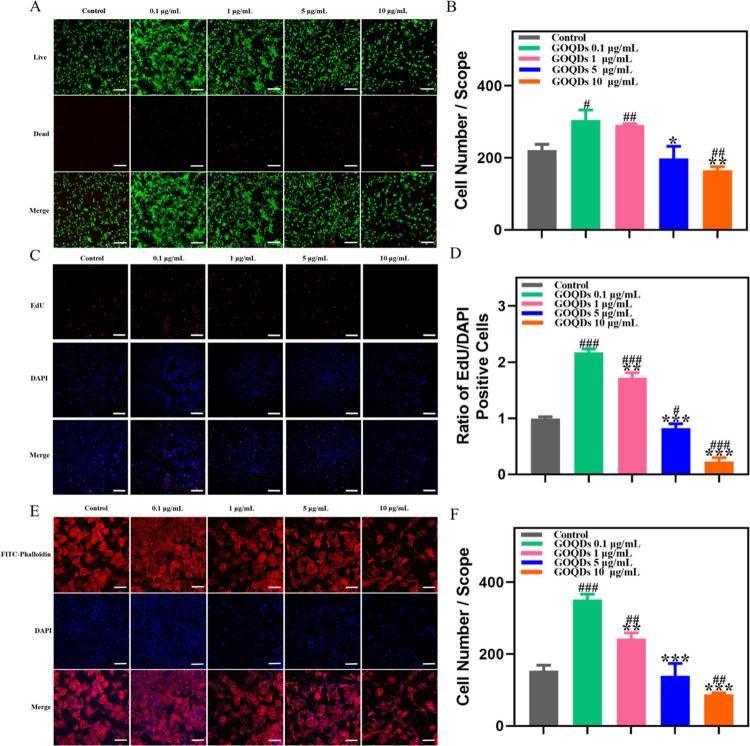 A
Control 0.1 μg/mL 1 μg/mL 5 μg/mL 10 μg/mL
Live
Dead
Merge
B
Control
GOQDs 0.1 μg/mL
GOQDs 1 μg/mL
GOQDs 5 μg/mL
GOQDs 10 μg/mL
Cell Number / Scope
400
200
0
#
##
*
##
**
C
Control 0.1 μg/mL 1 μg/mL 5 μg/mL 10 μg/mL
EdU
DAPI
Merge
D
Control
GOQDs 0.1 μg/mL
GOQDs 1 μg/mL
GOQDs 5 μg/mL
GOQDs 10 μg/mL
Ratio of EdU/DAPI
Positive Cells
3
2
1
0
###
###
**
#
***
###
***
E
Control 0.1 μg/mL 1 μg/mL 5 μg/mL 10 μg/mL
FITC-Phalloidin
DAPI
Merge
F
Control
GOQDs 0.1 μg/mL
GOQDs 1 μg/mL
GOQDs 5 μg/mL
GOQDs 10 μg/mL
Cell Number / Scope
400
200
0
###
##
**
***
##
***